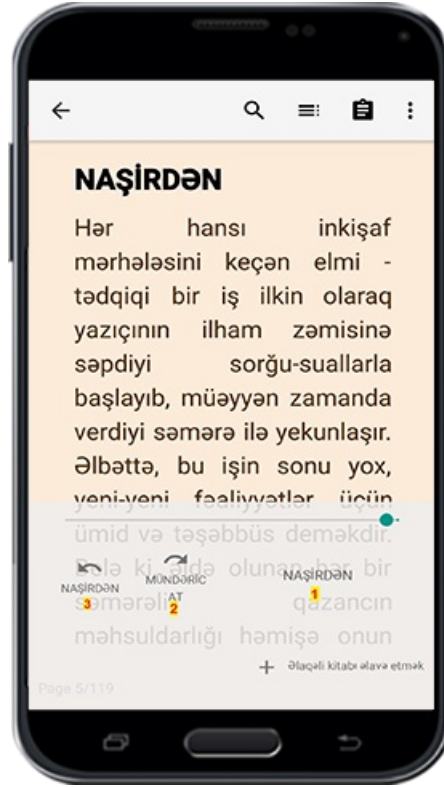 NAŞİRDƏN
Hər hansı inkişaf
mərhələsini keçən elmi -
tədqiqi bir iş ilkin olaraq
yazıçının ilham zəmisinə
səpdiyi sorğu-suallarla
başlayıb, müəyyən zamanda
verdiyi səmərə ilə yekunlaşır.
Əlbəttə, bu işin sonu yox,
yeni-yeni fəaliyyətlər üçün
ümid və təşəbbüs deməkdir.
Belə ki, əldə olunan hər bir
səmərəli qazancın
məhsuldarlığı həmişə onun
NAŞİRDƏN
3
MÜNDƏRİC
AT
2
NAŞİRDƏN
1
+ Əlaqəli kitabı əlavə etmək
Page 5/119